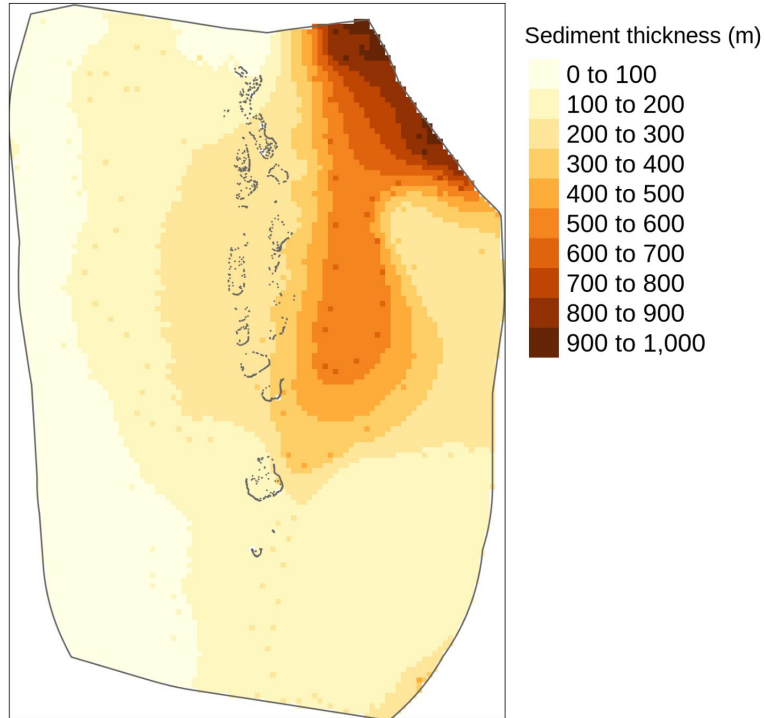 Sediment thickness (m)
0 to 100
100 to 200
200 to 300
300 to 400
400 to 500
500 to 600
600 to 700
700 to 800
800 to 900
900 to 1,000